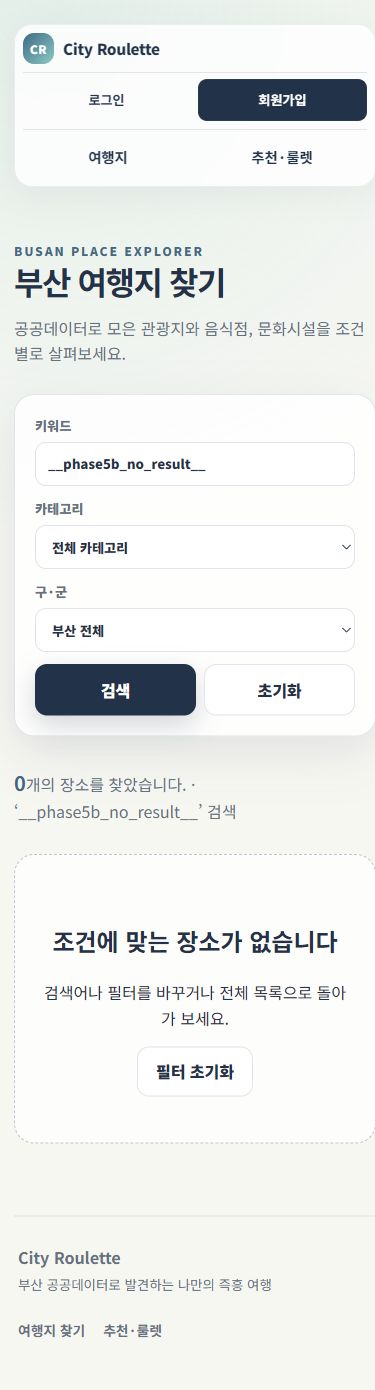 CR City Roulette
로그인 회원가입
여행지 추천·룰렛
BUSAN PLACE EXPLORER
부산 여행지 찾기
공공데이터로 모은 관광지와 음식점, 문화시설을 조건
별로 살펴보세요.
키워드
__phase5b_no_result__
카테고리
전체 카테고리
구·군
부산 전체
검색 초기화
0개의 장소를 찾았습니다. ·
‘__phase5b_no_result__’ 검색
조건에 맞는 장소가 없습니다
검색어나 필터를 바꾸거나 전체 목록으로 돌아
가 보세요.
필터 초기화
City Roulette
부산 공공데이터로 발견하는 나만의 즉흥 여행
여행지 찾기 추천·룰렛